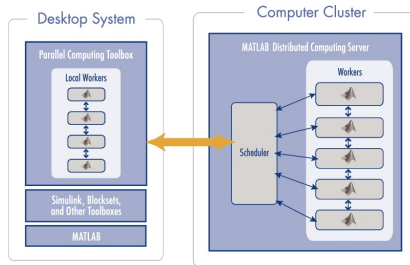 Desktop System
Parallel Computing Toolbox
Local Workers
Simulink, Blocksets,
and Other Toolboxes
MATLAB
Computer Cluster
MATLAB Distributed Computing Server
Workers
Scheduler